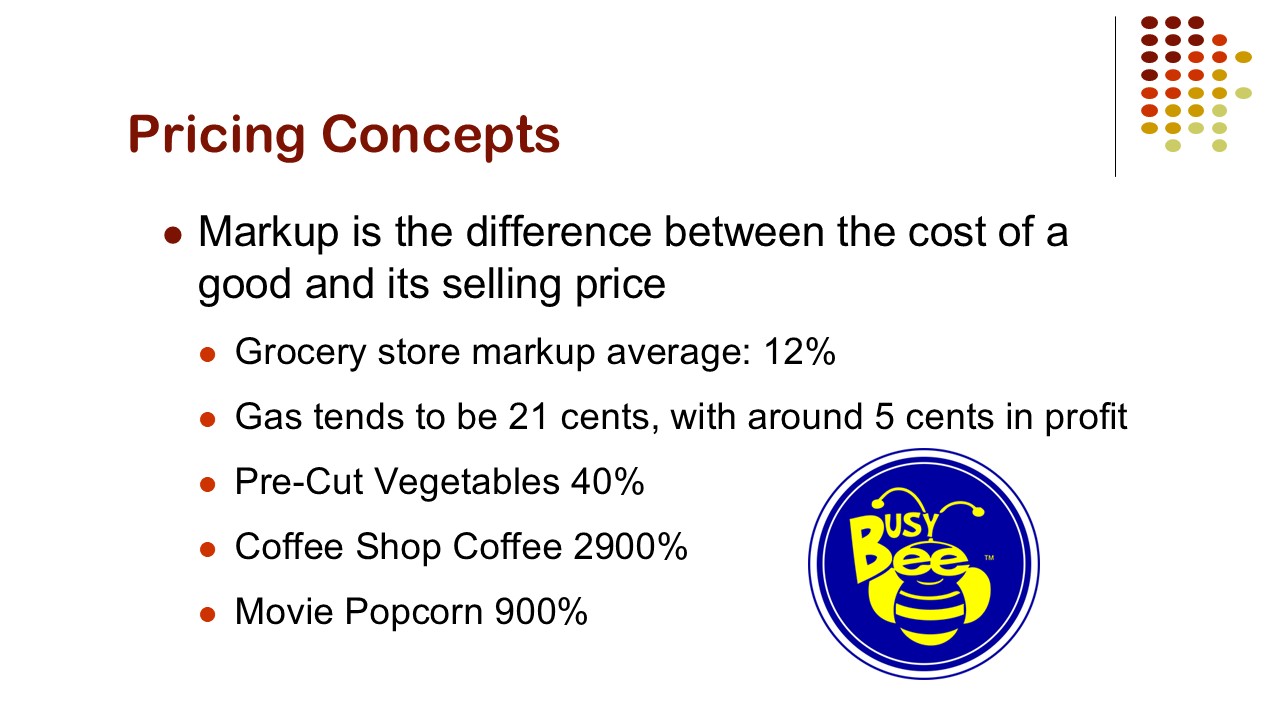 Pricing Concepts
Markup is the difference between the cost of a
good and its selling price
Grocery store markup average: 12%
Gas tends to be 21 cents, with around 5 cents in profit
Pre-Cut Vegetables 40%
Coffee Shop Coffee 2900%
Movie Popcorn 900%
BUSY
Bee ™